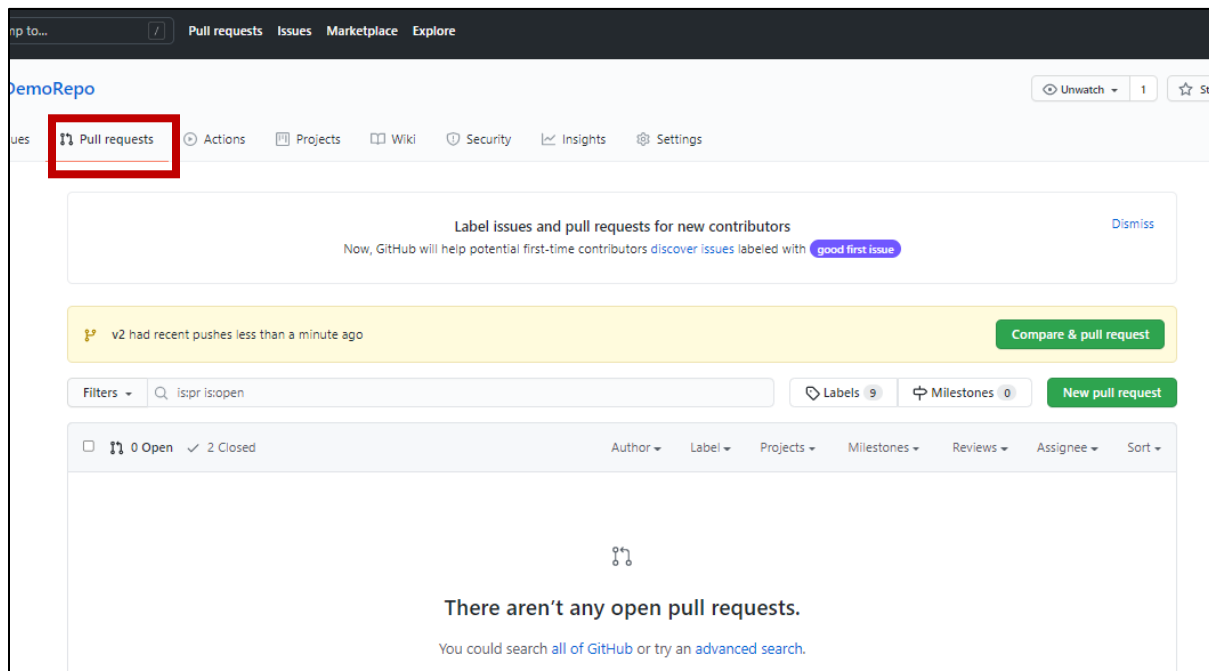 to...
/
Pull requests Issues Marketplace Explore
DemoRepo
Unwatch 1
Pull requests Actions Projects Wiki Security Insights Settings
Label issues and pull requests for new contributors
Dismiss
Now, GitHub will help potential first-time contributors discover issues labeled with good first issue
v2 had recent pushes less than a minute ago
Compare & pull request
Filters is:pr is:open
Labels 9 Milestones 0 New pull request
0 Open 2 Closed
Author Label Projects Milestones Reviews Assignee Sort
There aren't any open pull requests.
You could search all of GitHub or try an advanced search.